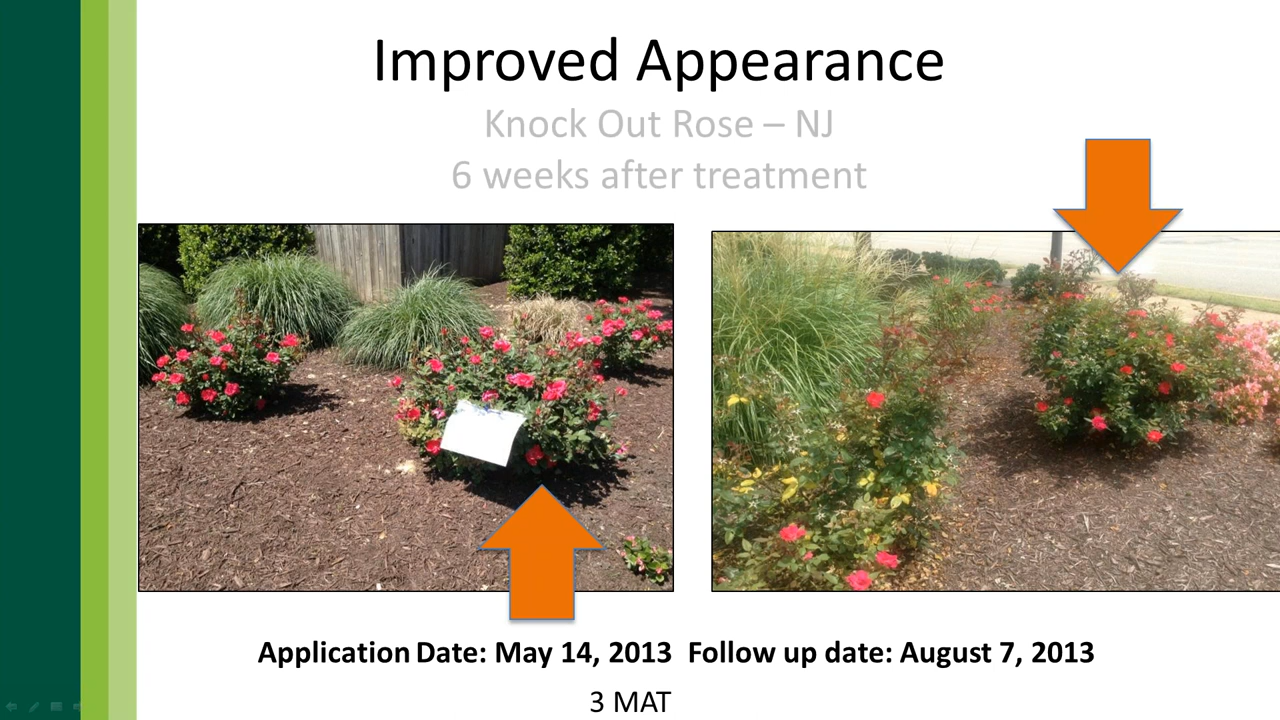 Improved Appearance
Knock Out Rose – NJ
6 weeks after treatment
Application Date: May 14, 2013  Follow up date: August 7, 2013
3 MAT